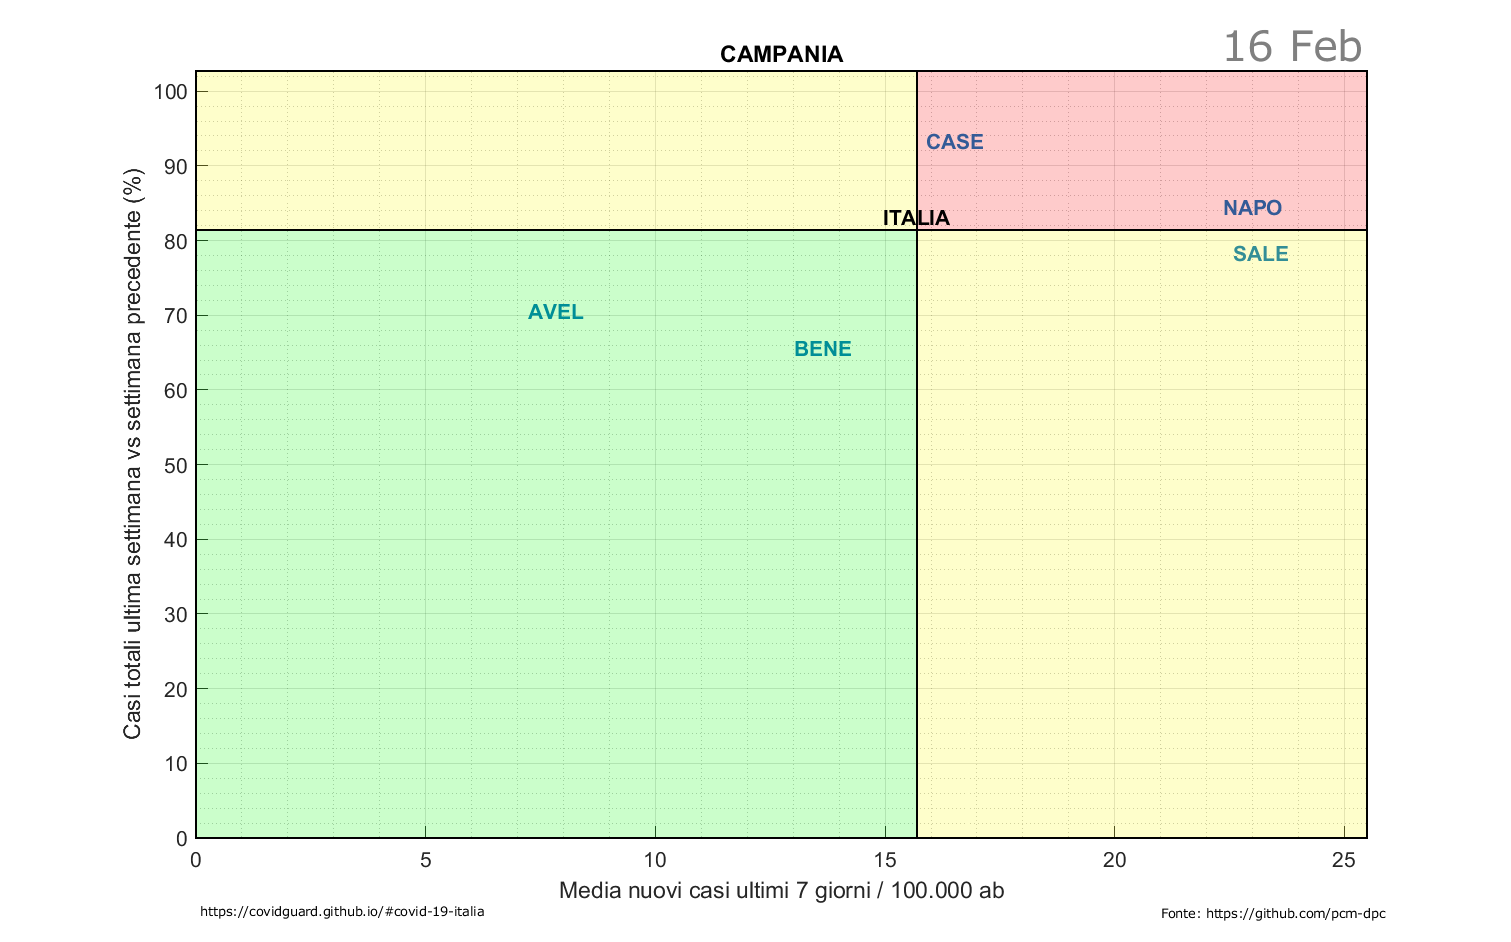 CAMPANIA
16 Feb
Casi totali ultima settimana vs settimana precedente (%)
100
90
80
70
60
50
40
30
20
10
0
CASE
NAPO
ITALIA
SALE
AVEL
BENE
0 5 10 15 20 25
Media nuovi casi ultimi 7 giorni / 100.000 ab
https://covidguard.github.io/#covid-19-italia
Fonte: https://github.com/pcm-dpc